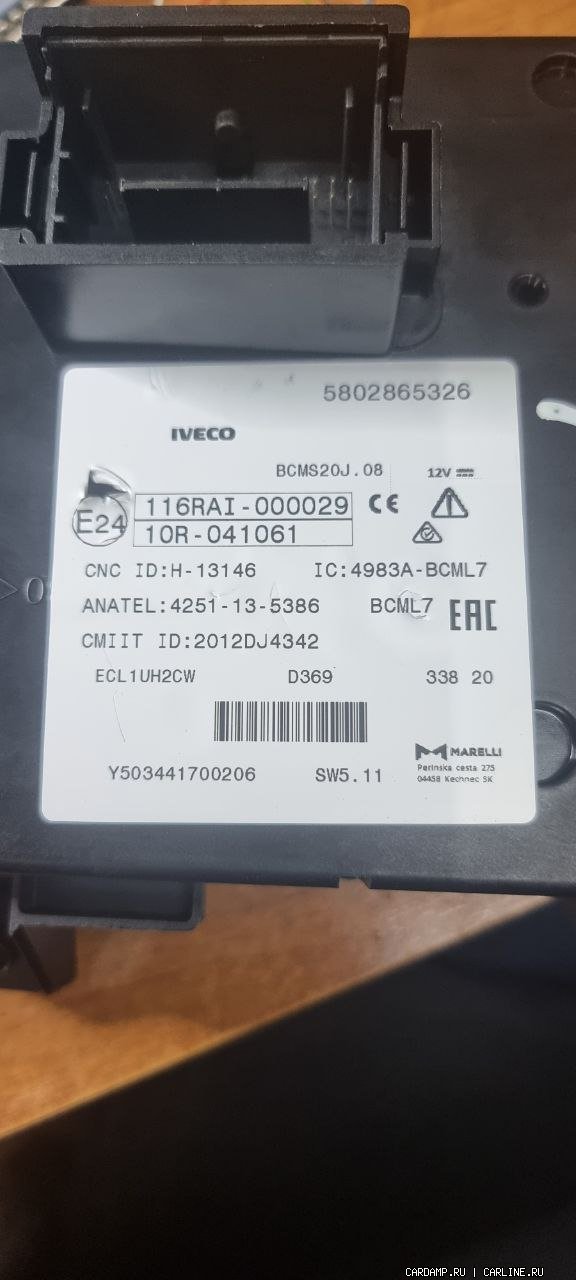 5802865326
IVECO
BCMS20J.08 12V
E24 116RAI-000029 CE
10R-041061
CNC ID:H-13146 IC:4983A-BCML7
ANATEL:4251-13-5386 BCML7 EAC
CMIIT ID:2012DJ4342
ECL1UH2CW D369 338 20
MARELLI
Perinska cesta 275
04458 Kechnec SK
Y503441700206 SW5.11
CARDAMP.RU | CARLINE.RU